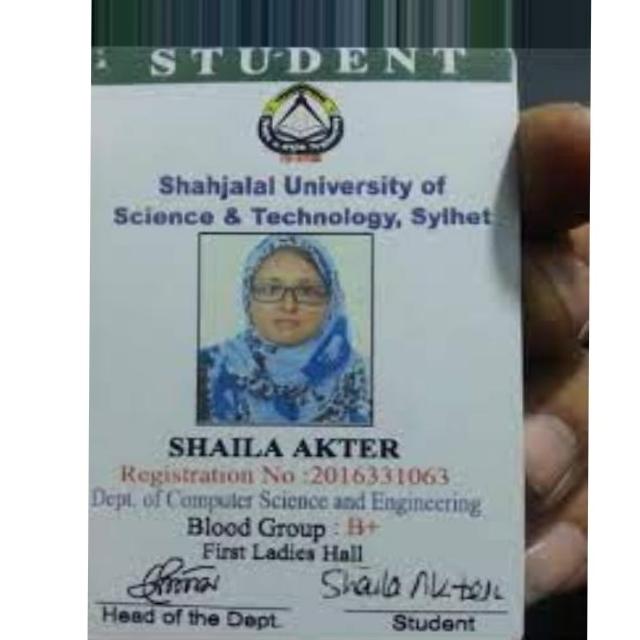 STUDENT
Shahjalal University of
Science & Technology, Sylhet
SHAILA AKTER
Registration No :2016331063
Dept. of Computer Science and Engineering
Blood Group : B+
First Ladies Hall
Shaila Akter
Head of the Dept.
Student